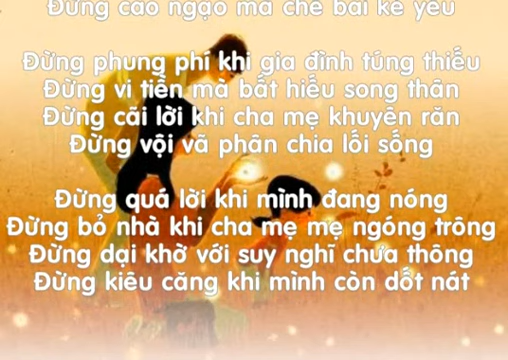 Đừng cao ngạo mà chê bai kẻ yếu
Đừng phung phí khi gia đình túng thiếu
Đừng vi tiền mà bất hiếu song thân
Đừng cãi lời khi cha mẹ khuyên răn
Đừng vội vã phân chia lối sống
Đừng quá lời khi mình đang nóng
Đừng bỏ nhà khi cha mẹ mẹ ngóng trông
Đừng dại khờ với suy nghĩ chưa thông
Đừng kiêu căng khi mình còn dốt nát